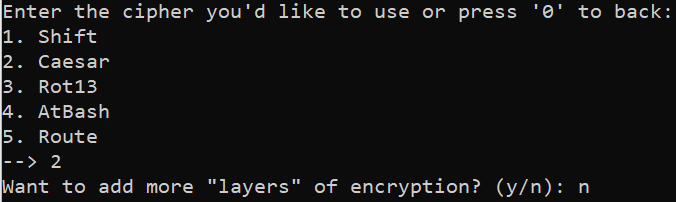 Enter the cipher you'd like to use or press '0' to back:
1. Shift
2. Caesar
3. Rot13
4. AtBash
5. Route
--> 2
Want to add more "layers" of encryption? (y/n): n